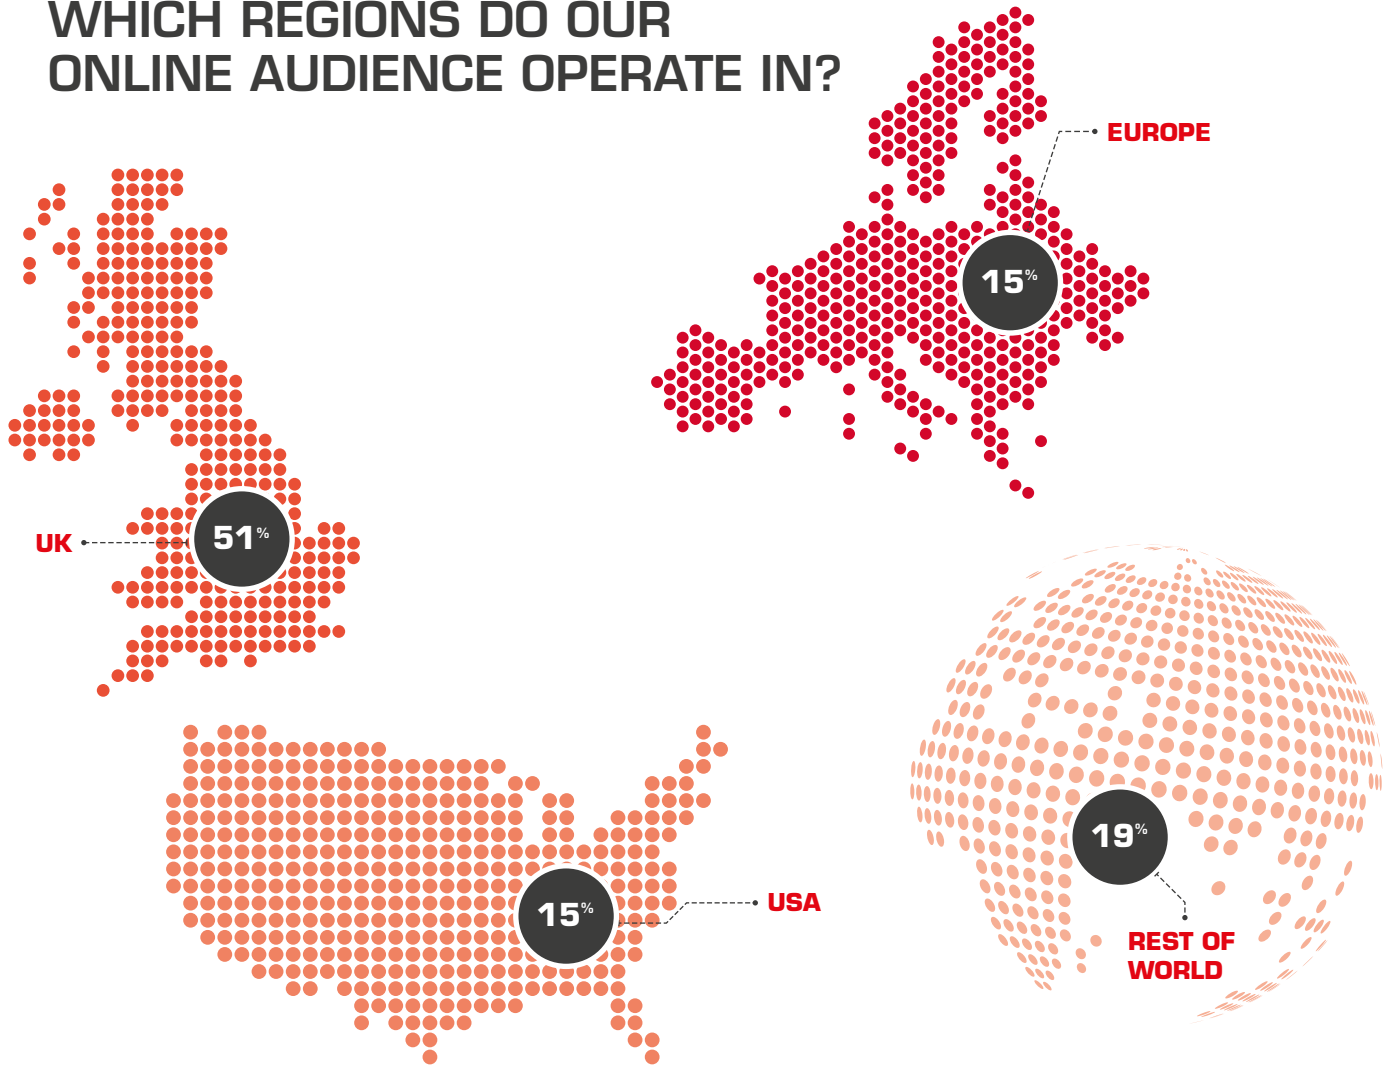 WHICH REGIONS DO OUR
ONLINE AUDIENCE OPERATE IN?
EUROPE
15%
UK
51%
15%
USA
19%
REST OF
WORLD